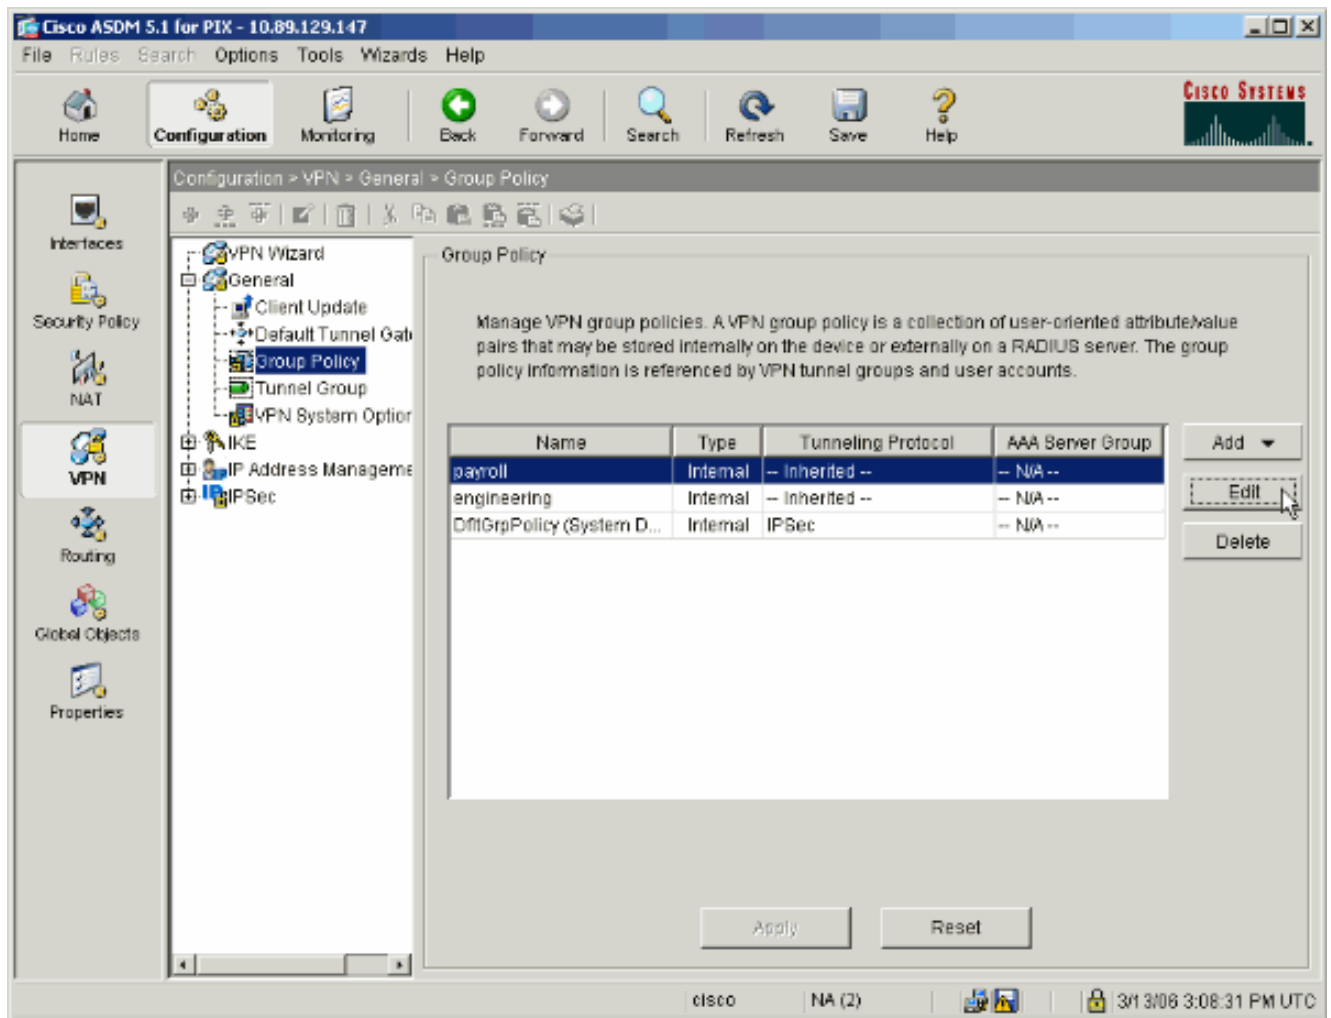 Cisco ASDM 5.1 for PIX - 10.89.129.147
File Rules Search Options Tools Wizards Help
Home Configuration Monitoring Back Forward Search Refresh Save Help
CISCO SYSTEMS
Configuration > VPN > General > Group Policy
Interfaces
Security Policy
NAT
VPN
Routing
Global Objects
Properties
VPN Wizard
General
Client Update
Default Tunnel Gat
Group Policy
Tunnel Group
VPN System Option
IKE
IP Address Manageme
IPSec
Group Policy
Manage VPN group policies. A VPN group policy is a collection of user-oriented attribute/value
pairs that may be stored internally on the device or externally on a RADIUS server. The group
policy information is referenced by VPN tunnel groups and user accounts.
Name Type Tunneling Protocol AAA Server Group
payroll Internal -- Inherited -- -- N/A --
engineering Internal -- Inherited -- -- N/A --
DfltGrpPolicy (System D... Internal IPSec -- N/A --
Add
Edit
Delete
Apply Reset
cisco NA (2) 3/13/06 3:08:31 PM UTC